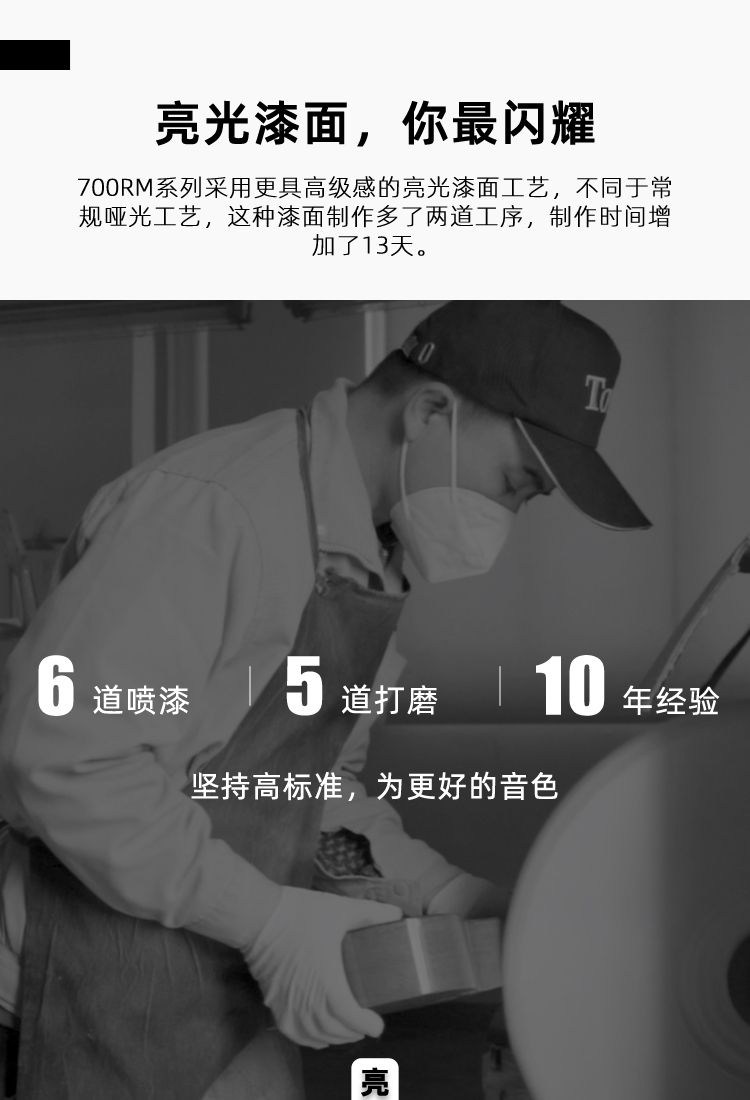 亮光漆面，你最闪耀
700RM系列采用更具高级感的亮光漆面工艺，不同于常
规哑光工艺，这种漆面制作多了两道工序，制作时间增
加了13天。
To
6 道喷漆 5 道打磨 10 年经验
坚持高标准，为更好的音色
亮